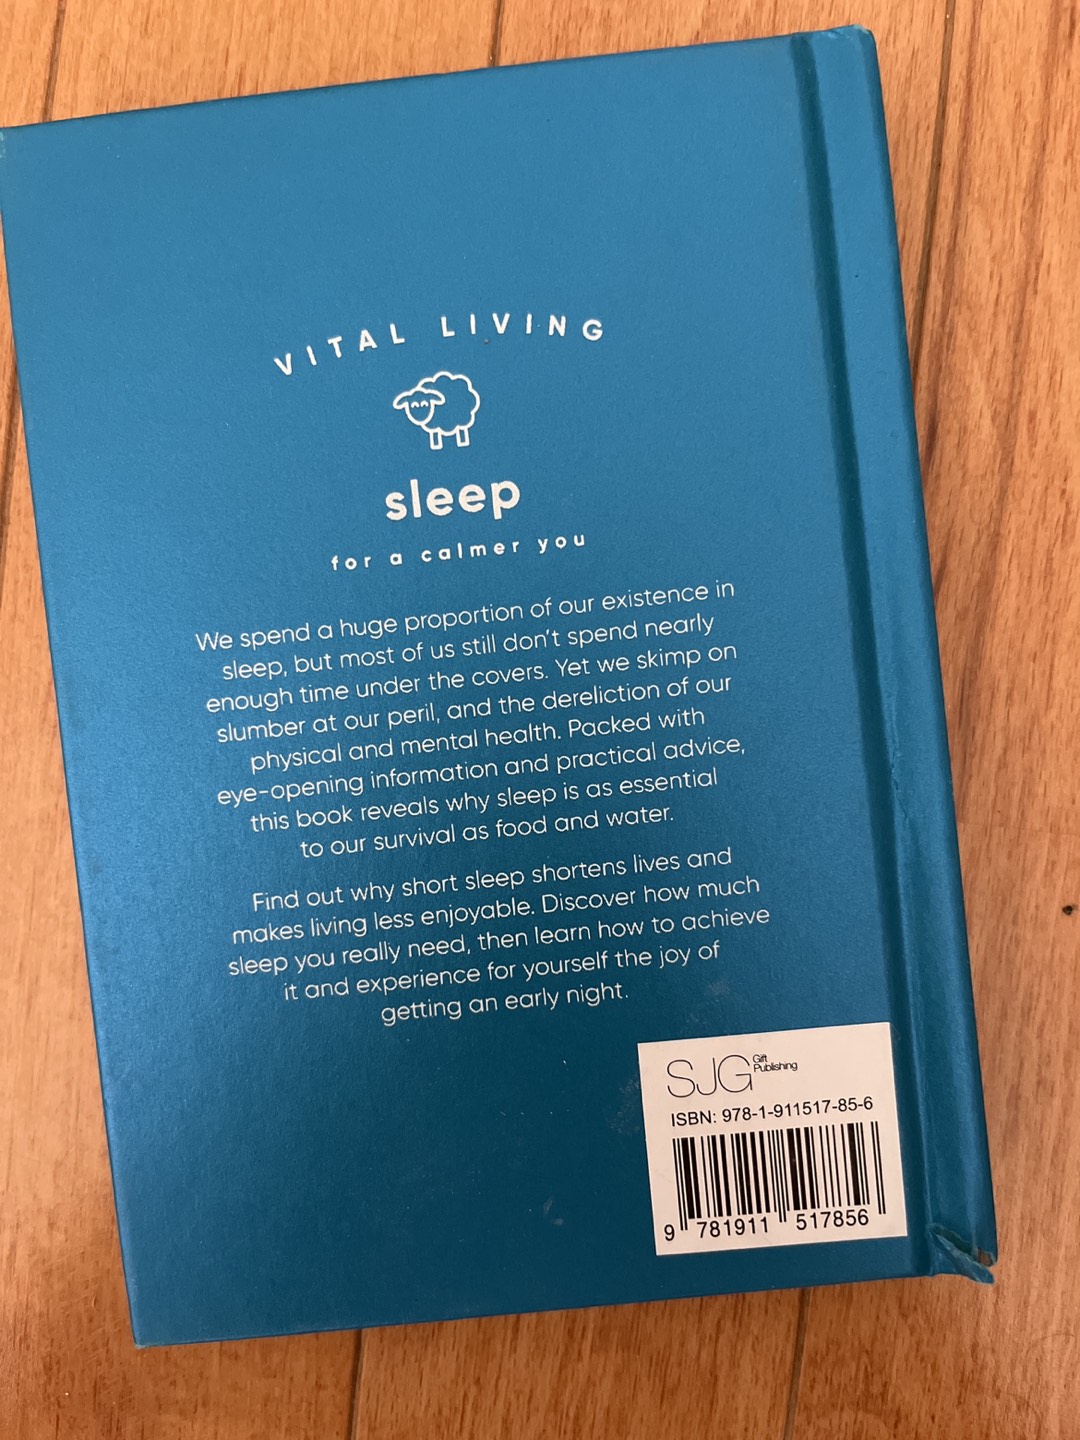 VITAL LIVING
sleep
for a calmer you
We spend a huge proportion of our existence in
sleep, but most of us still don't spend nearly
enough time under the covers. Yet we skimp on
slumber at our peril, and the dereliction of our
physical and mental health. Packed with
eye-opening information and practical advice,
this book reveals why sleep is as essential
to our survival as food and water.
Find out why short sleep shortens lives and
makes living less enjoyable. Discover how much
sleep you really need, then learn how to achieve
it and experience for yourself the joy of
getting an early night.
SJG Gift
Publishing
ISBN: 978-1-911517-85-6
9 781911 517856